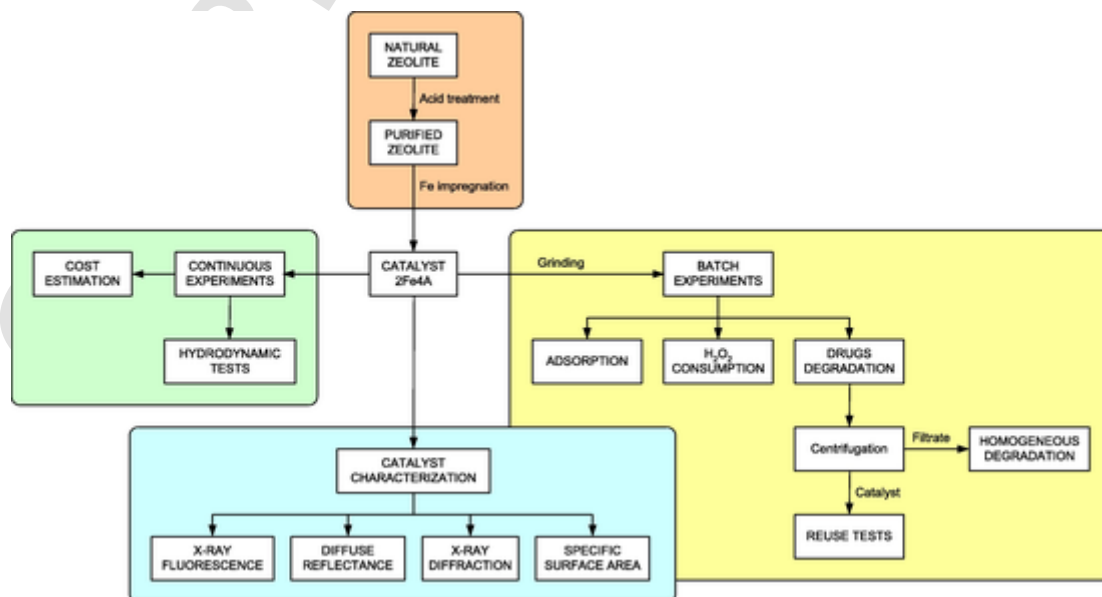 NATURAL
ZEOLITE
Acid treatment
PURIFIED
ZEOLITE
Fe impregnation
COST
ESTIMATION
CONTINUOUS
EXPERIMENTS
CATALYST
2Fe4A
Grinding
BATCH
EXPERIMENTS
HYDRODYNAMIC
TESTS
ADSORPTION
H₂O₂
CONSUMPTION
DRUGS
DEGRADATION
Centrifugation
Filtrate
HOMOGENEOUS
DEGRADATION
Catalyst
REUSE TESTS
CATALYST
CHARACTERIZATION
X-RAY
FLUORESCENCE
DIFFUSE
REFLECTANCE
X-RAY
DIFFRACTION
SPECIFIC
SURFACE AREA